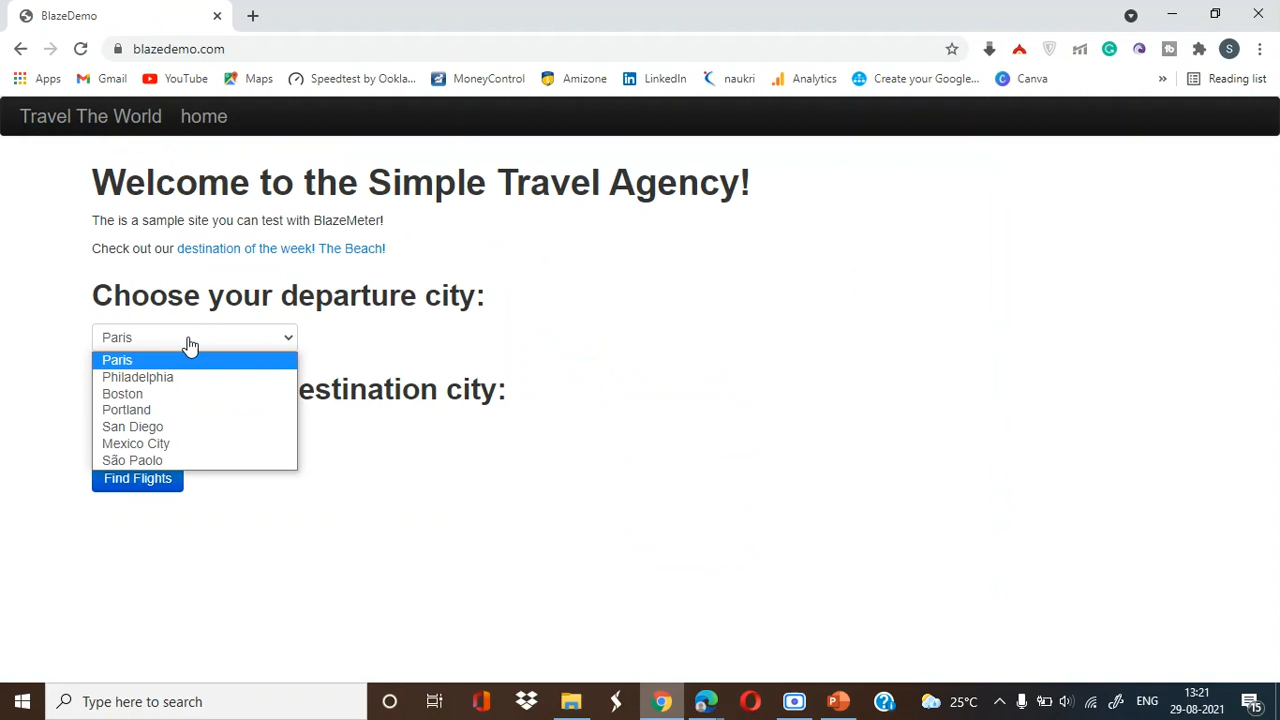 BlazeDemo
blazedemo.com
S
Apps Gmail YouTube Maps Speedtest by Ookla... MoneyControl Amizone LinkedIn naukri Analytics Create your Google... Canva » Reading list
Travel The World home
Welcome to the Simple Travel Agency!
The is a sample site you can test with BlazeMeter!
Check out our destination of the week! The Beach!
Choose your departure city:
Paris
Paris
Philadelphia
estination city:
Boston
Portland
San Diego
Mexico City
São Paolo
Find Flights
Type here to search
25°C
ENG
13:21
29-08-2021
15